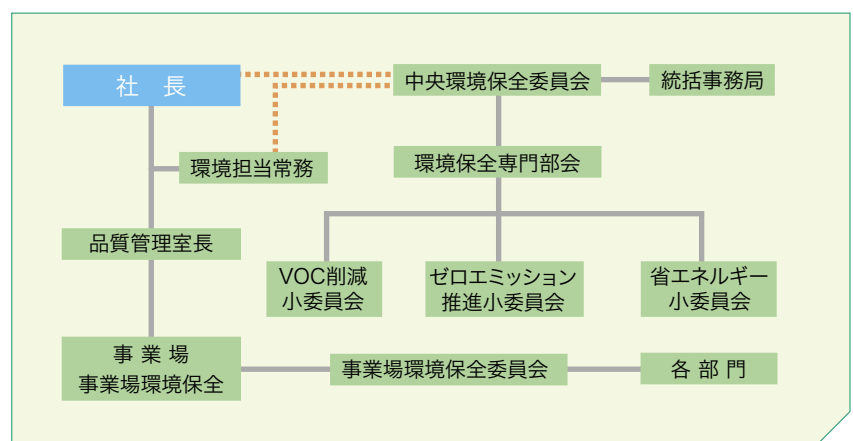 社　長
中央環境保全委員会
統括事務局
環境担当常務
環境保全専門部会
品質管理室長
VOC削減
小委員会
ゼロエミッション
推進小委員会
省エネルギー
小委員会
事 業 場
事業場環境保全
事業場環境保全委員会
各 部 門